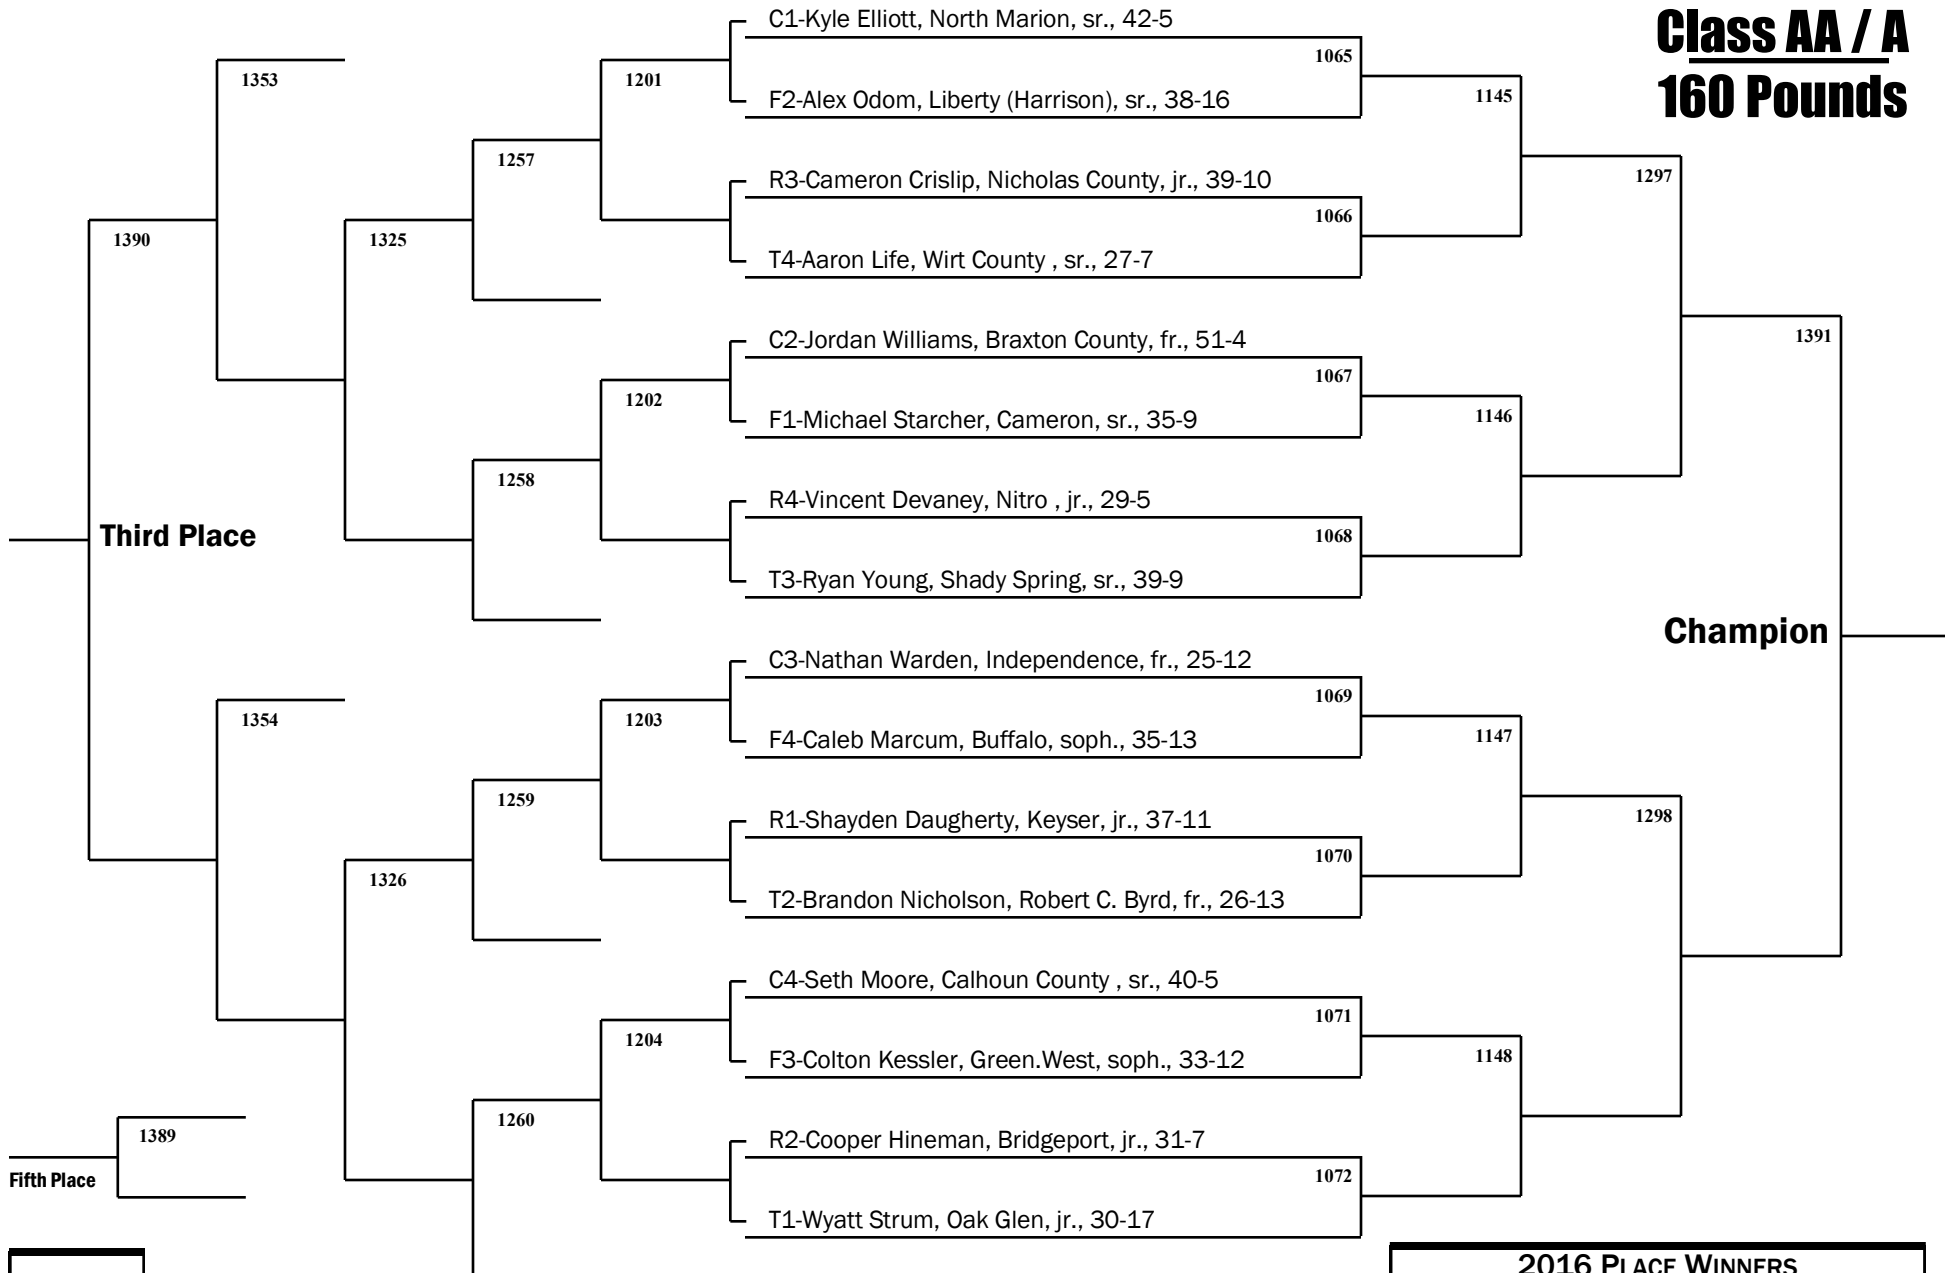 Class AA / A
160 Pounds
C1-Kyle Elliott, North Marion, sr., 42-5
1065
1353
1201
F2-Alex Odom, Liberty (Harrison), sr., 38-16
1145
1257
R3-Cameron Crislip, Nicholas County, jr., 39-10
1297
1066
1390
1325
T4-Aaron Life, Wirt County , sr., 27-7
C2-Jordan Williams, Braxton County, fr., 51-4
1391
1067
1202
F1-Michael Starcher, Cameron, sr., 35-9
1146
1258
R4-Vincent Devaney, Nitro , jr., 29-5
Third Place
1068
T3-Ryan Young, Shady Spring, sr., 39-9
Champion
C3-Nathan Warden, Independence, fr., 25-12
1069
1354
1203
F4-Caleb Marcum, Buffalo, soph., 35-13
1147
1259
R1-Shayden Daugherty, Keyser, jr., 37-11
1298
1070
1326
T2-Brandon Nicholson, Robert C. Byrd, fr., 26-13
C4-Seth Moore, Calhoun County , sr., 40-5
1071
1204
F3-Colton Kessler, Green.West, soph., 33-12
1148
1260
1389
R2-Cooper Hineman, Bridgeport, jr., 31-7
Fifth Place
1072
T1-Wyatt Strum, Oak Glen, jr., 30-17
2016 PLACE WINNERS